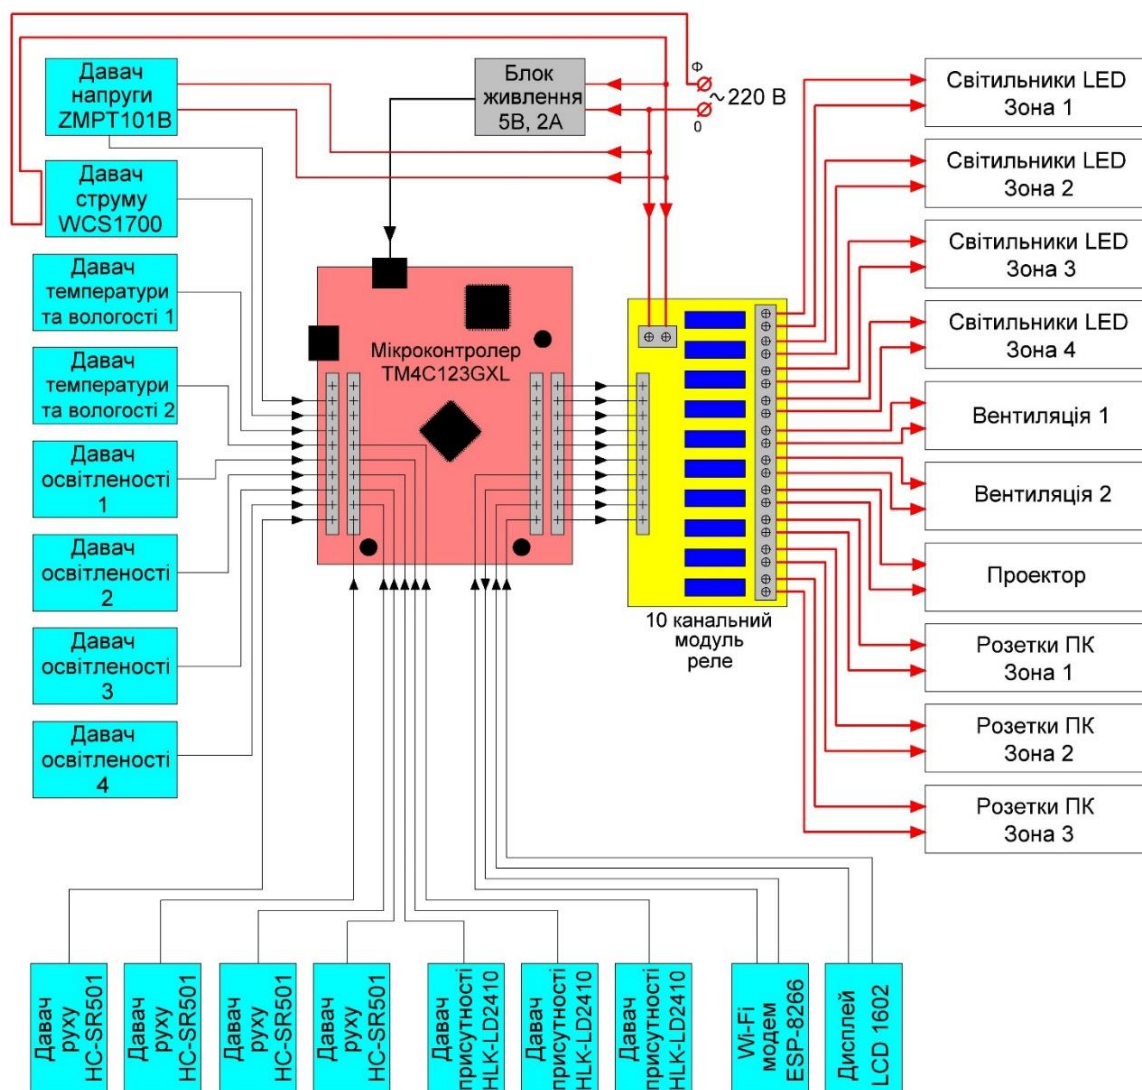 Давач
напруги
ZMPT101B
Блок
живлення
5В, 2А
Ф
~220 В
0
Світильники LED
Зона 1
Давач
струму
WCS1700
Світильники LED
Зона 2
Давач
температури
та вологості 1
Світильники LED
Зона 3
Мікроконтролер
TM4C123GXL
Світильники LED
Зона 4
Давач
температури
та вологості 2
Вентиляція 1
Давач
освітленості
1
Вентиляція 2
Давач
освітленості
2
Проектор
10 канальний
модуль
реле
Давач
освітленості
3
Розетки ПК
Зона 1
Давач
освітленості
4
Розетки ПК
Зона 2
Розетки ПК
Зона 3
Давач
руху
HC-SR501
Давач
руху
HC-SR501
Давач
руху
HC-SR501
Давач
руху
HC-SR501
Давач
присутності
HLK-LD2410
Давач
присутності
HLK-LD2410
Давач
присутності
HLK-LD2410
Wi-Fi
модем
ESP-8266
Дисплей
LCD 1602